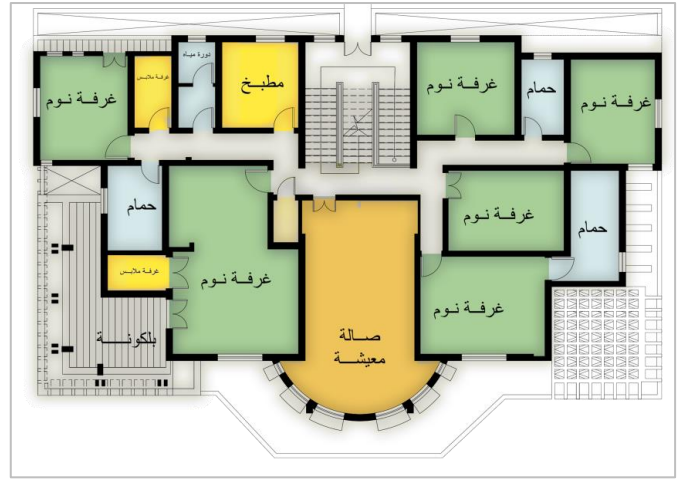 دورة مياه
غرفة نوم
غرفة ملابس
مطبخ
غرفة نوم
حمام
غرفة نوم
حمام
غرفة نوم
حمام
غرفة ملابس
غرفة نوم
غرفة نوم
بلكونة
صالة
معيشة